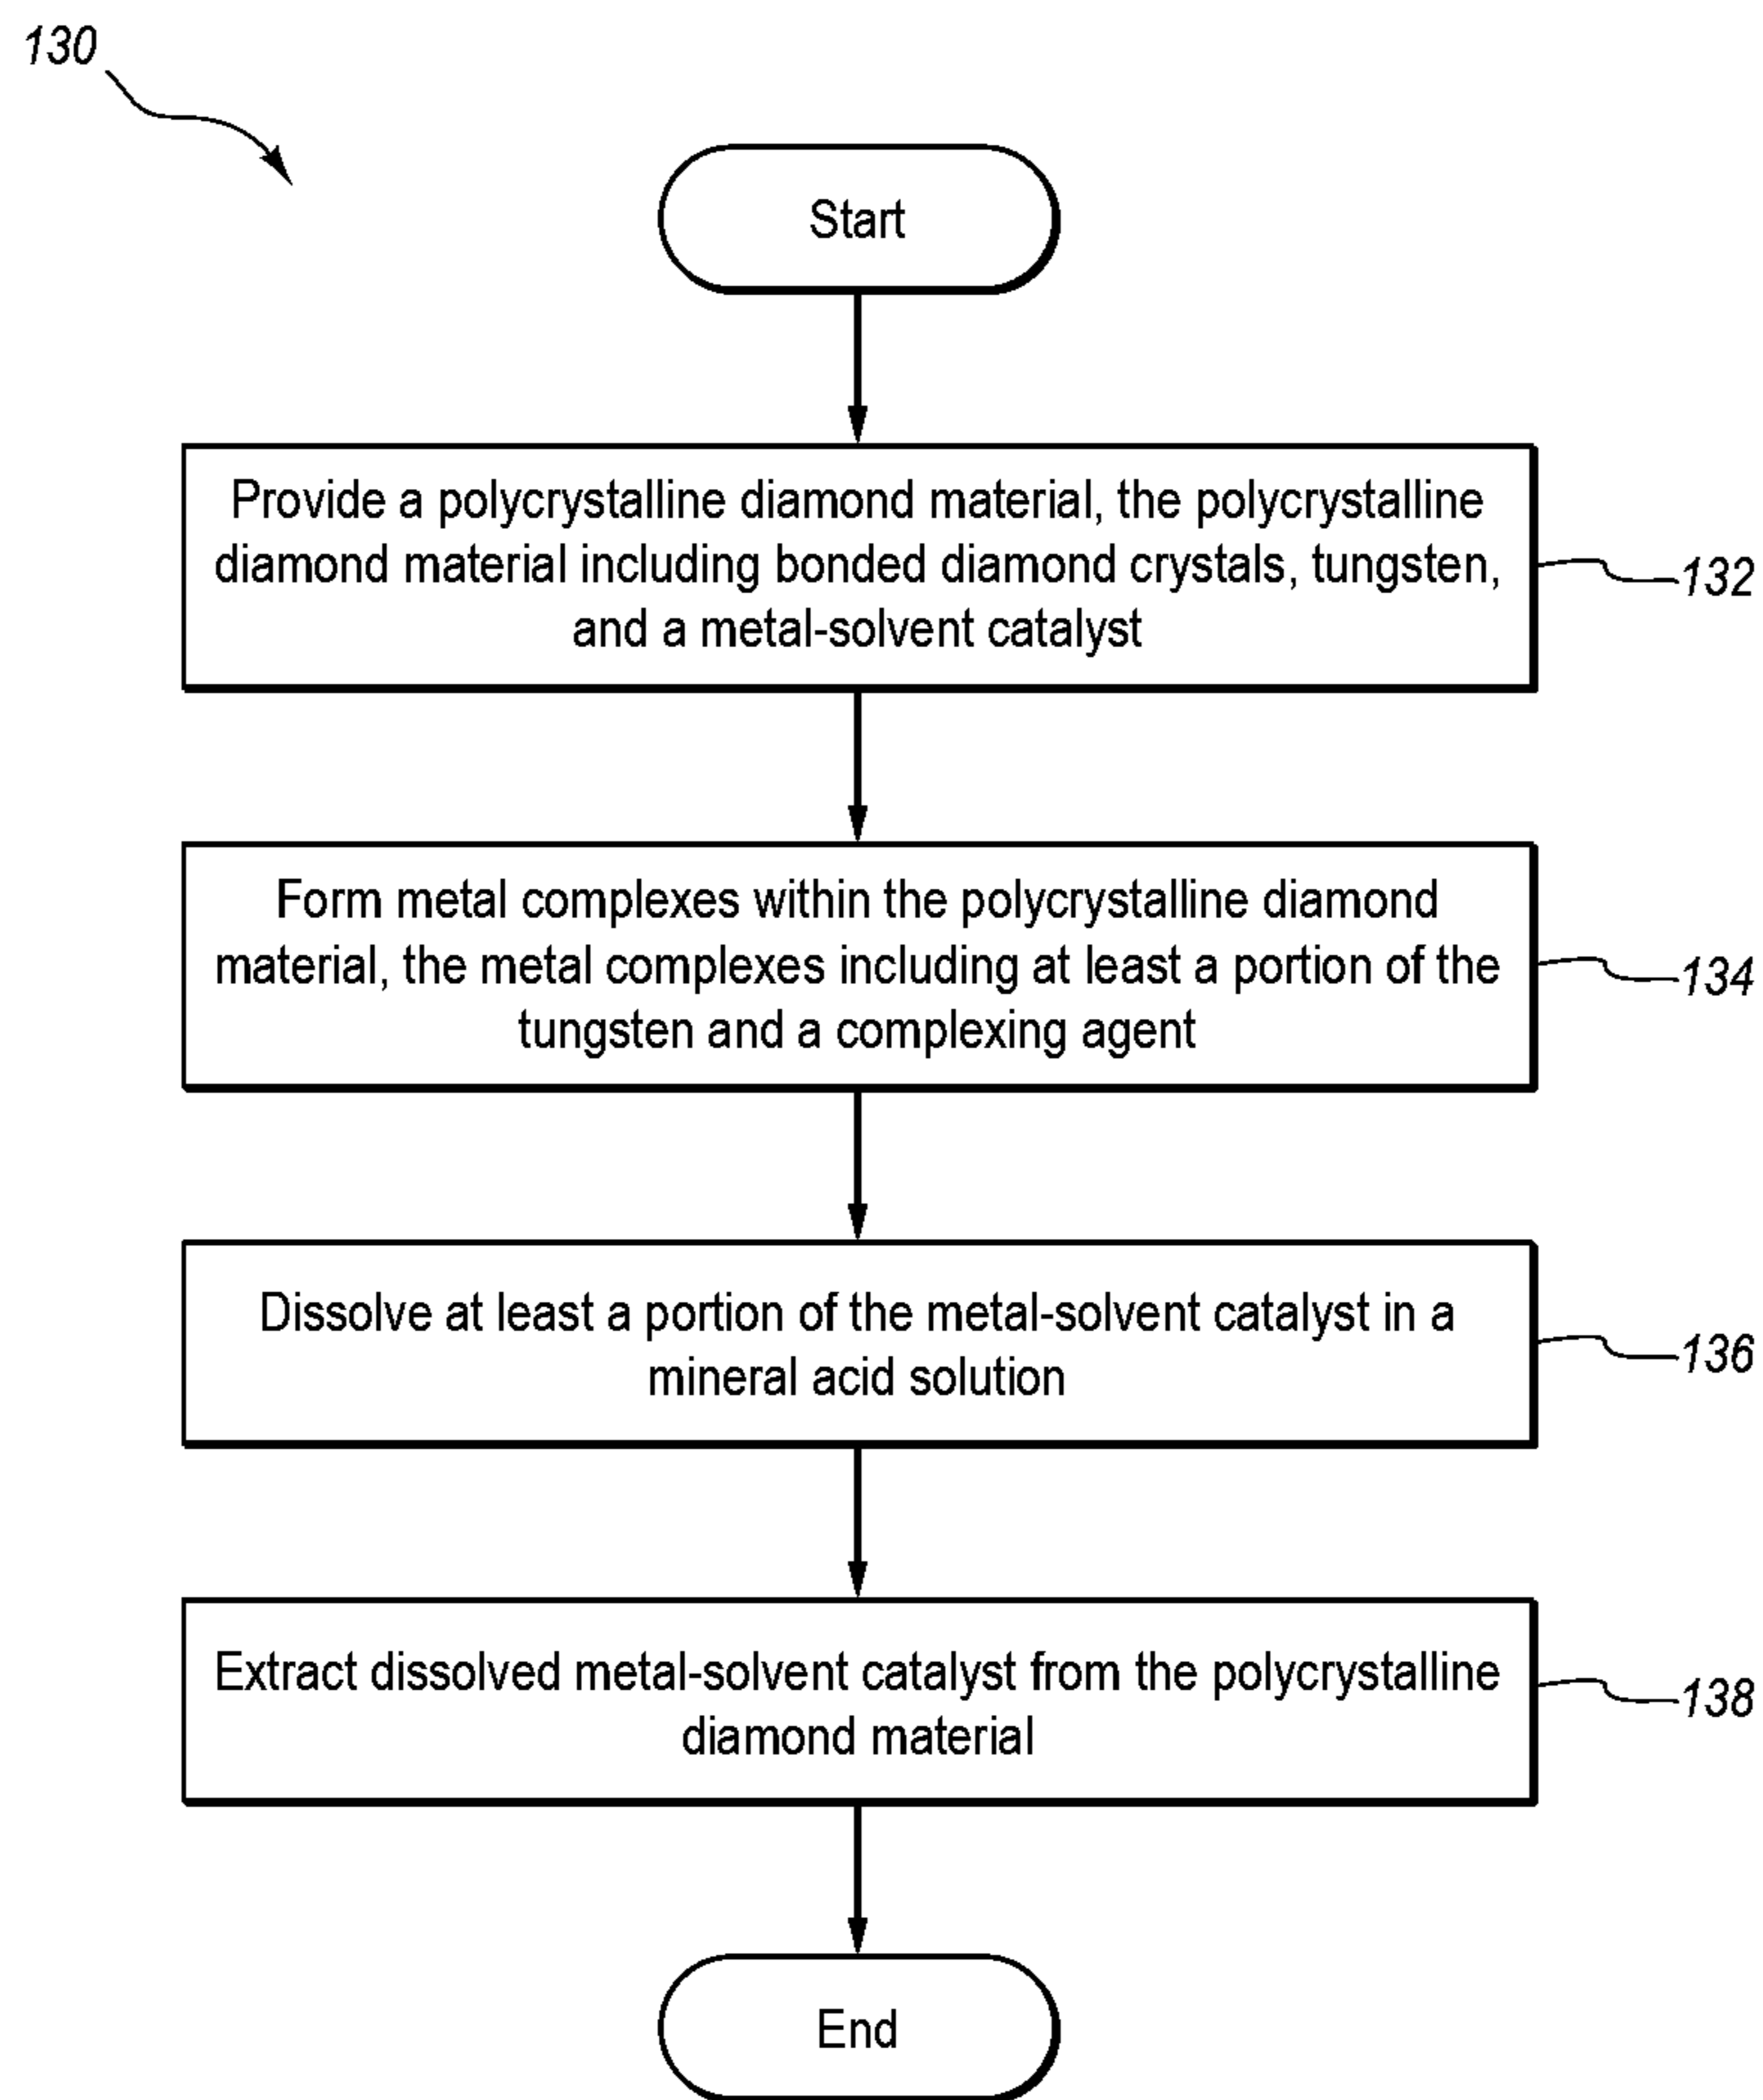 130
Start
Provide a polycrystalline diamond material, the polycrystalline
diamond material including bonded diamond crystals, tungsten,
and a metal-solvent catalyst
132
Form metal complexes within the polycrystalline diamond
material, the metal complexes including at least a portion of the
tungsten and a complexing agent
134
Dissolve at least a portion of the metal-solvent catalyst in a
mineral acid solution
136
Extract dissolved metal-solvent catalyst from the polycrystalline
diamond material
138
End